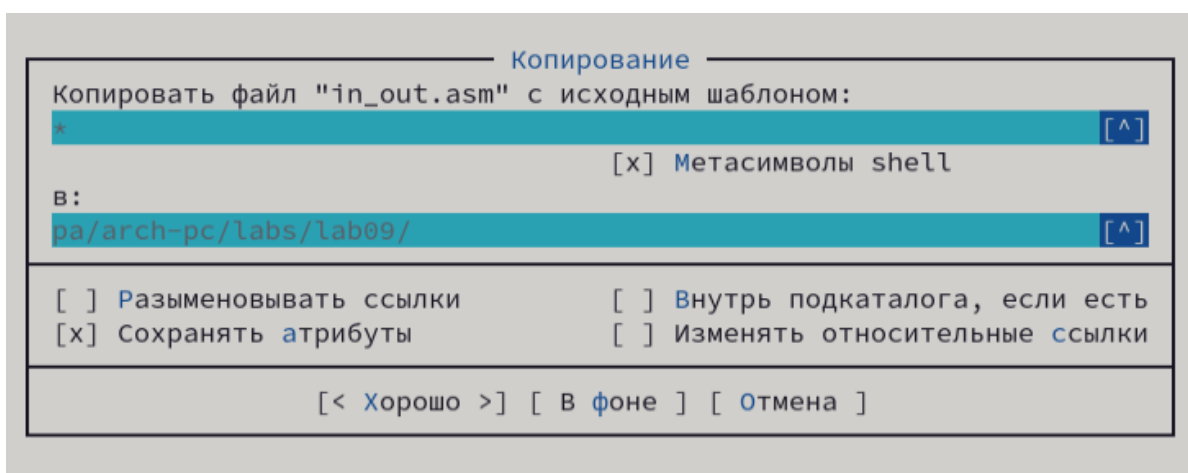 Копирование
Копировать файл "in_out.asm" с исходным шаблоном:
* [^]
[x] Метасимволы shell
в:
pa/arch-pc/labs/lab09/ [^]
[ ] Разыменовывать ссылки [ ] Внутрь подкаталога, если есть
[x] Сохранять атрибуты [ ] Изменять относительные ссылки
[< Хорошо >] [ В фоне ] [ Отмена ]